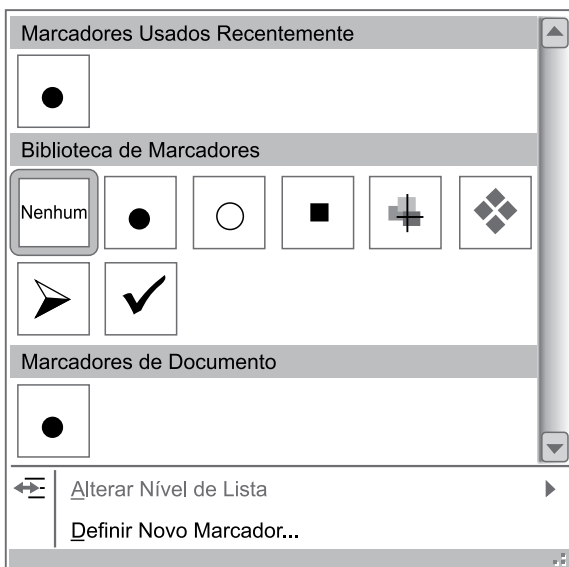 Marcadores Usados Recentemente
Biblioteca de Marcadores
Nenhum
Marcadores de Documento
Alterar Nível de Lista
Definir Novo Marcador...